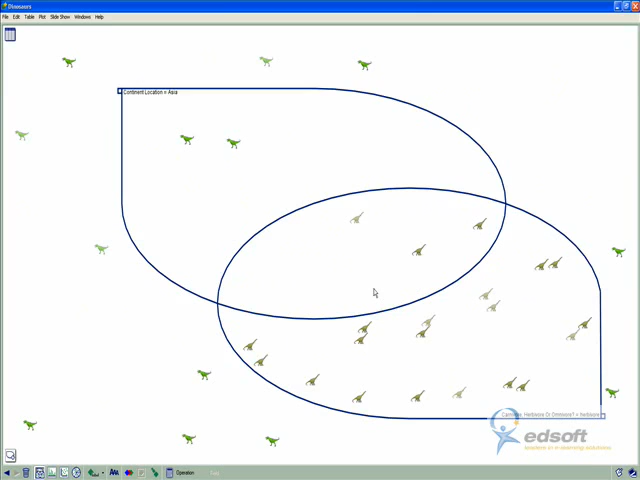 Dinosaurs
File Edit Table Plot Slide Show Windows Help
Continent Location = Asia
Carnivore, Herbivore Or Omnivore? = Herbivore
edsoft
Operation